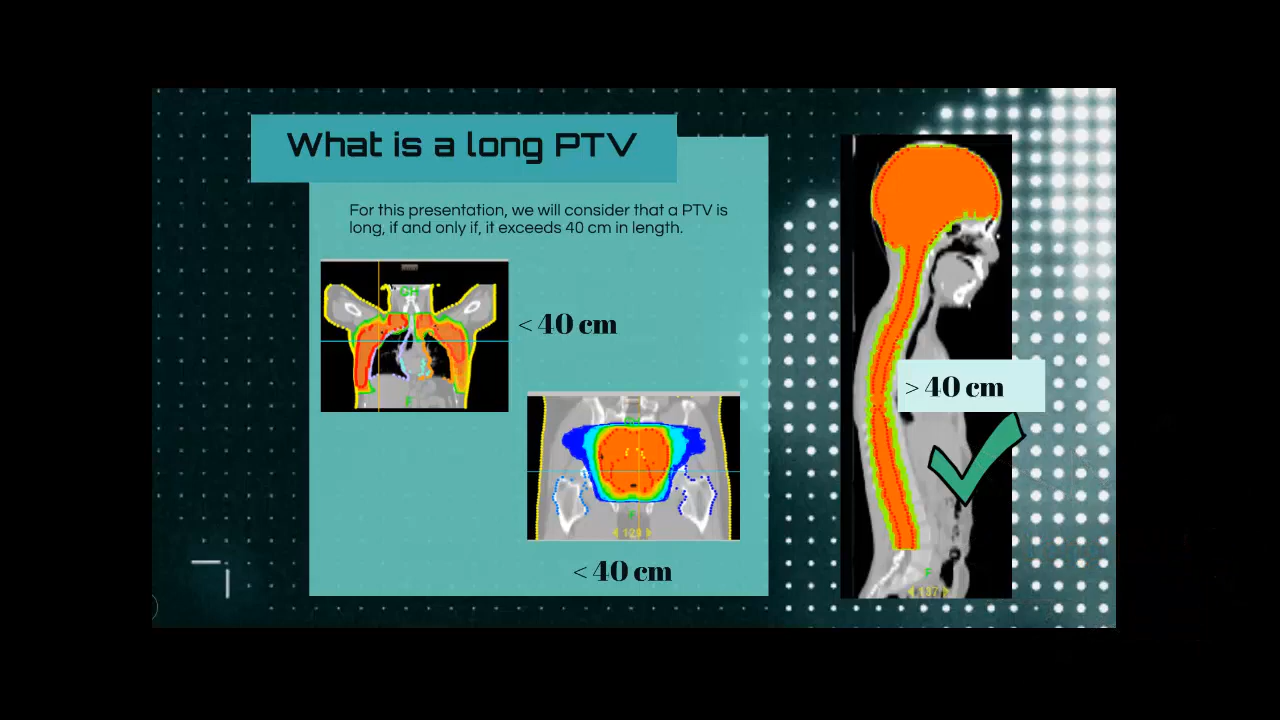 What is a long PTV
For this presentation, we will consider that a PTV is
long, if and only if, it exceeds 40 cm in length.
< 40 cm
F
> 40 cm
F
< 40 cm
F